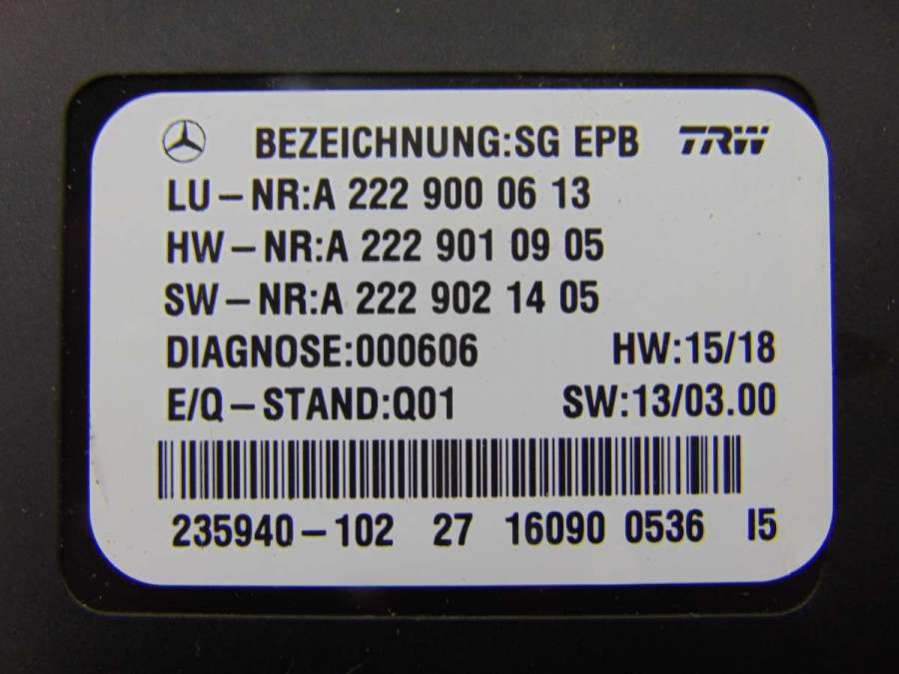 BEZEICHNUNG:SG EPB TRW
LU-NR:A 222 900 06 13
HW-NR:A 222 901 09 05
SW-NR:A 222 902 14 05
DIAGNOSE:000606 HW:15/18
E/Q-STAND:Q01 SW:13/03.00
235940-102 27 16090 0536 I5